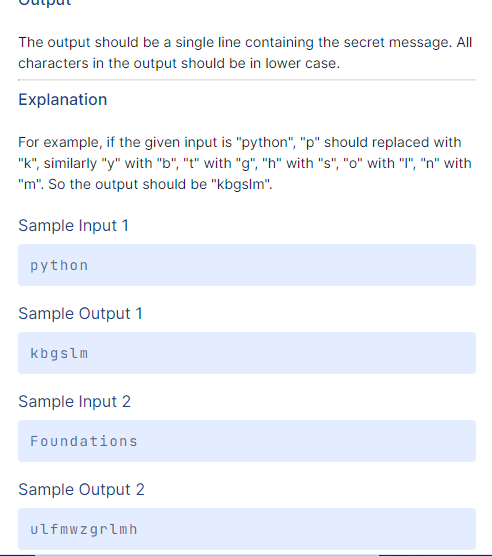 Output
The output should be a single line containing the secret message. All
characters in the output should be in lower case.
Explanation
For example, if the given input is "python", "p" should replaced with
"k", similarly "y" with "b", "t" with "g", "h" with "s", "o" with "l", "n" with
"m". So the output should be "kbgslm".
Sample Input 1
python
Sample Output 1
kbgslm
Sample Input 2
Foundations
Sample Output 2
ulfmwzgrlmh